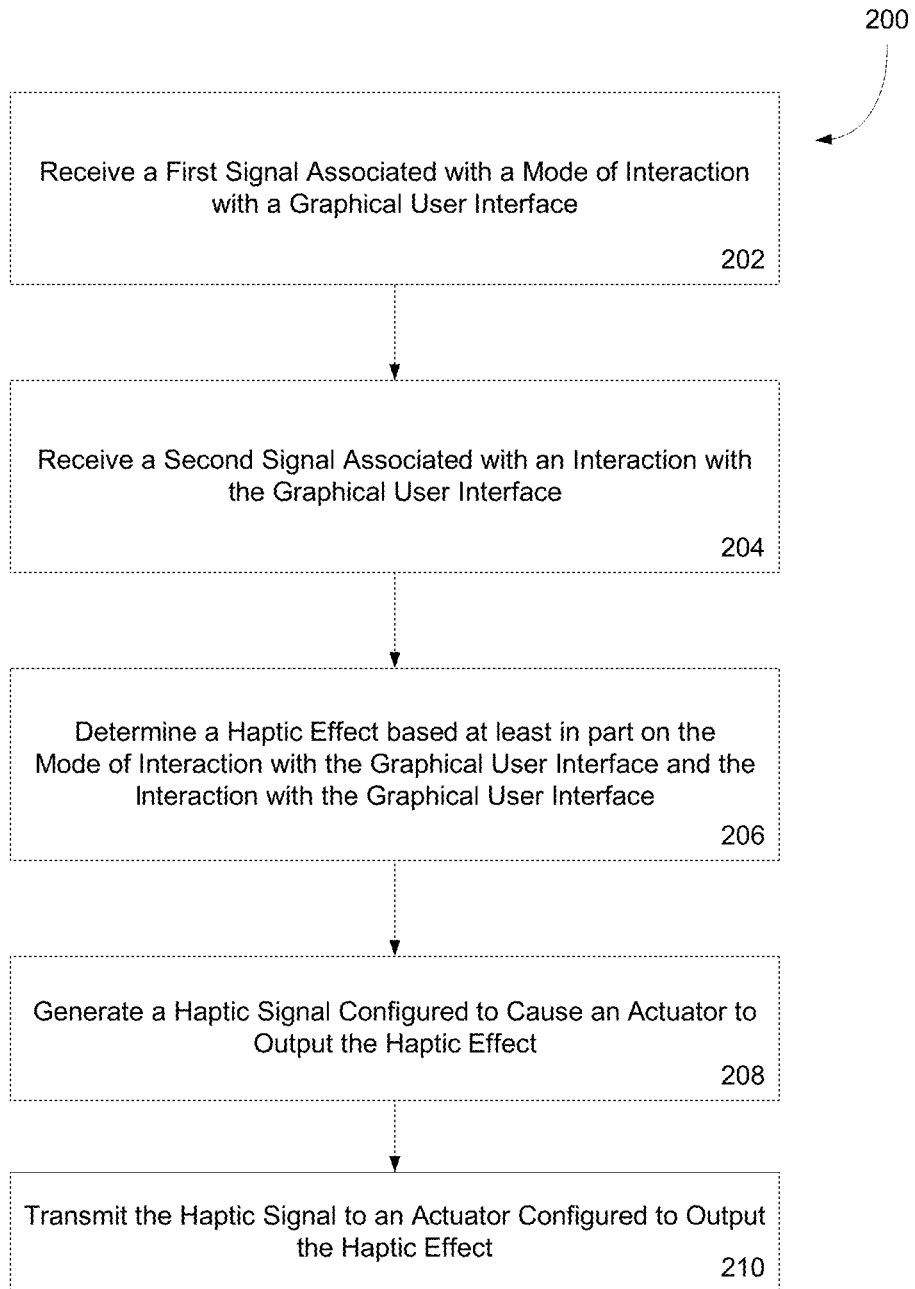 200
Receive a First Signal Associated with a Mode of Interaction
with a Graphical User Interface
202
Receive a Second Signal Associated with an Interaction with
the Graphical User Interface
204
Determine a Haptic Effect based at least in part on the
Mode of Interaction with the Graphical User Interface and the
Interaction with the Graphical User Interface
206
Generate a Haptic Signal Configured to Cause an Actuator to
Output the Haptic Effect
208
Transmit the Haptic Signal to an Actuator Configured to Output
the Haptic Effect
210